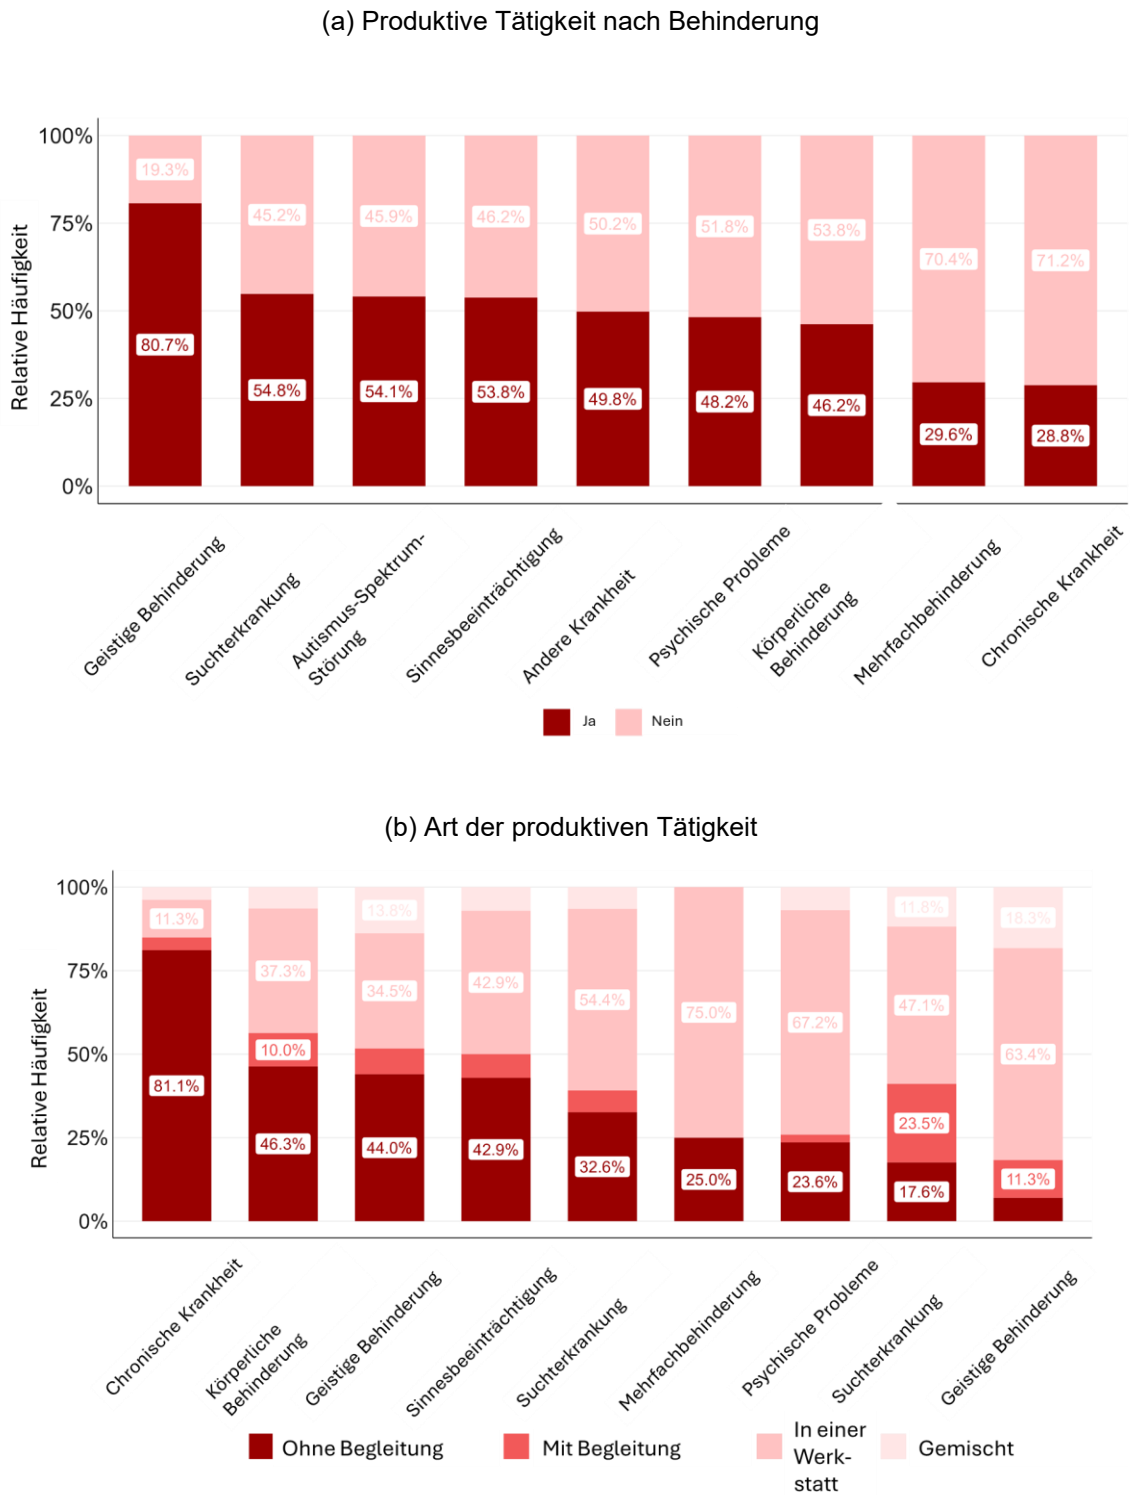 (a) Produktive Tätigkeit nach Behinderung
Relative Häufigkeit
100%
75%
50%
25%
0%
19.3%
45.2%
45.9%
46.2%
50.2%
51.8%
53.8%
70.4%
71.2%
80.7%
54.8%
54.1%
53.8%
49.8%
48.2%
46.2%
29.6%
28.8%
Geistige Behinderung
Suchterkrankung
Autismus-Spektrum-
Störung
Sinnesbeeinträchtigung
Andere Krankheit
Psychische Probleme
Körperliche
Behinderung
Mehrfachbehinderung
Chronische Krankheit
Ja
Nein
(b) Art der produktiven Tätigkeit
Relative Häufigkeit
100%
75%
50%
25%
0%
11.3%
81.1%
37.3%
10.0%
46.3%
13.8%
34.5%
44.0%
42.9%
42.9%
54.4%
32.6%
75.0%
25.0%
67.2%
23.6%
11.8%
47.1%
23.5%
17.6%
18.3%
63.4%
11.3%
Chronische Krankheit
Körperliche
Behinderung
Geistige Behinderung
Sinnesbeeinträchtigung
Suchterkrankung
Mehrfachbehinderung
Psychische Probleme
Suchterkrankung
Geistige Behinderung
Ohne Begleitung
Mit Begleitung
In einer
Werk-
statt
Gemischt